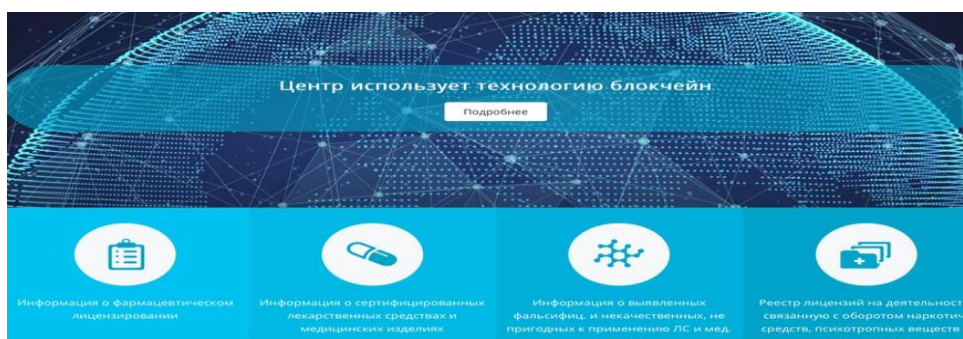 Центр использует технологию блокчейн
Подробнее
Информация о фармацевтическом
лицензировании
Информация о сертифицированных
лекарственных средствах и
медицинских изделиях
Информация о выявленных
фальсифиц. и некачественных, не
пригодных к применению ЛС и мед.
Реестр лицензий на деятельност
связанную с оборотом наркотич
средств, психотропных веществ